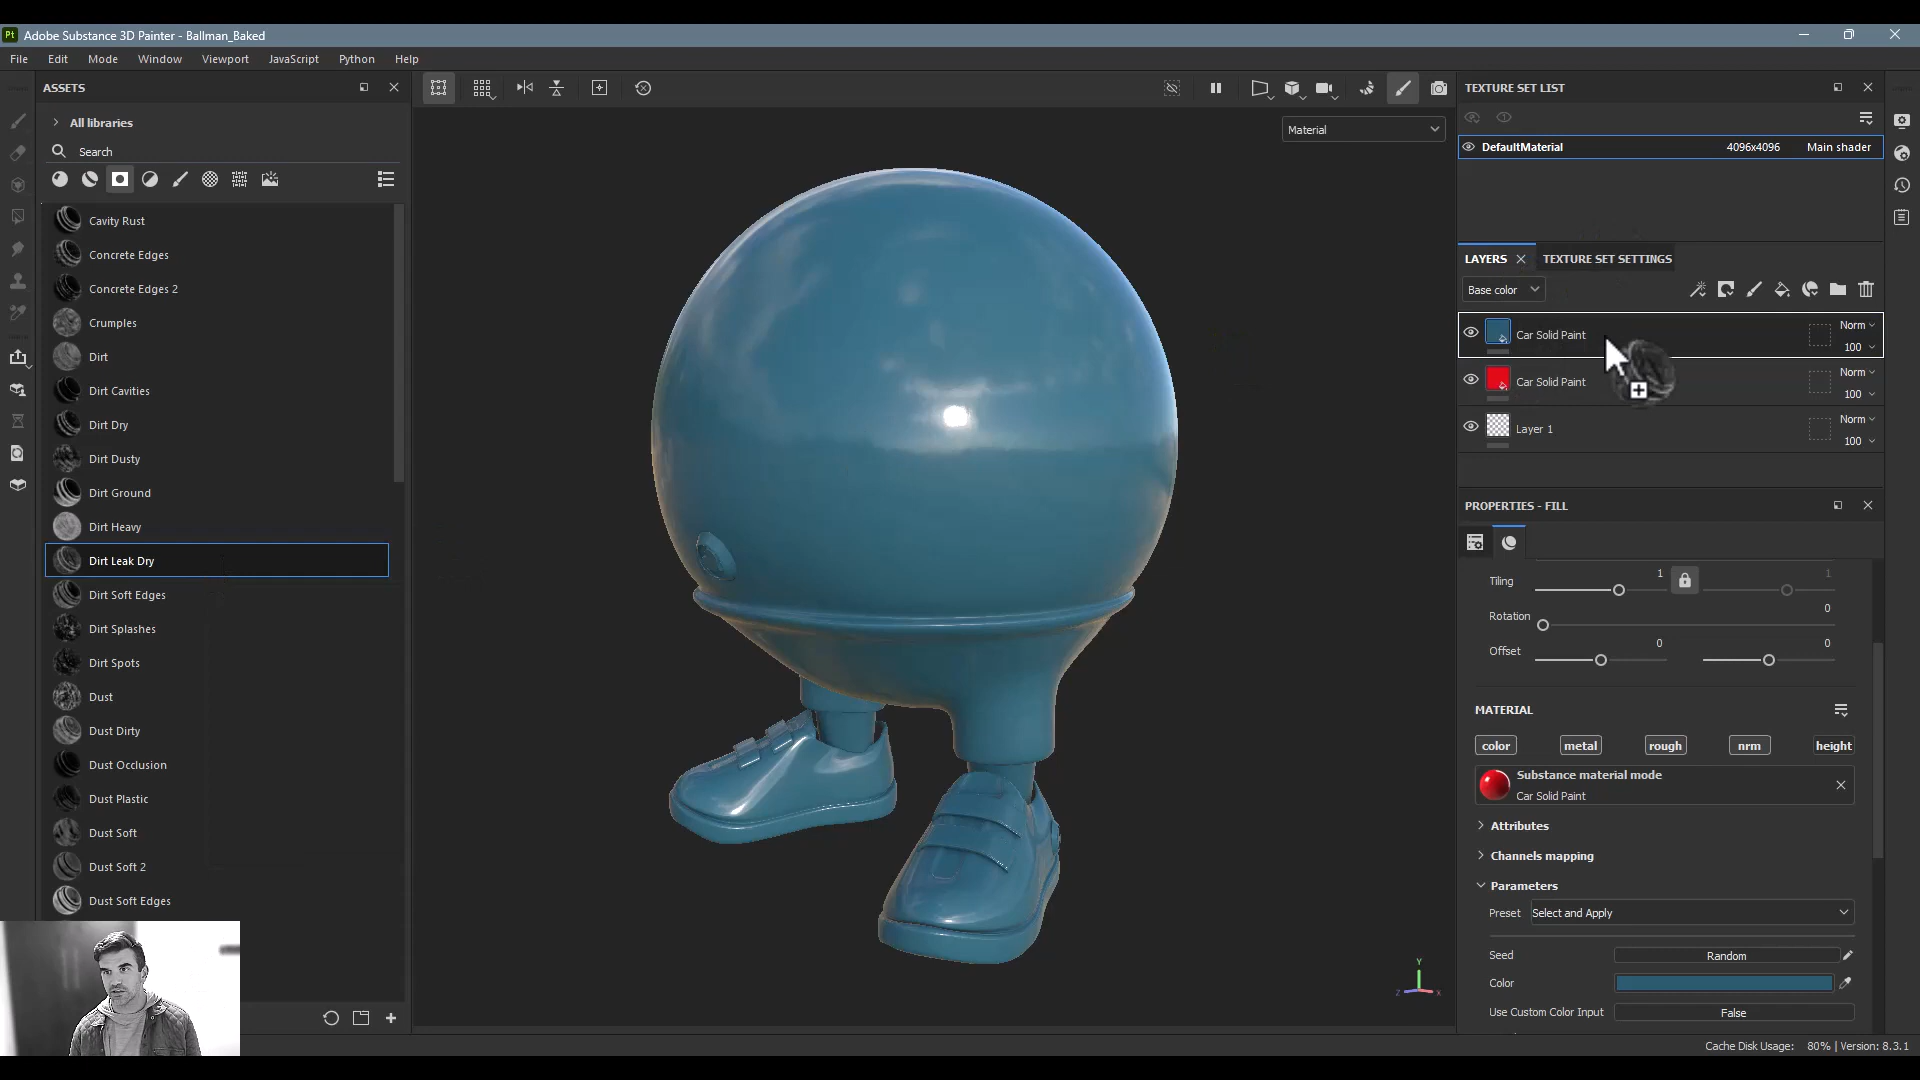 Pt Adobe Substance 3D Painter - Ballman_Baked
File Edit Mode Window Viewport JavaScript Python Help
ASSETS
All libraries
Search
Cavity Rust
Concrete Edges
Concrete Edges 2
Crumples
Dirt
Dirt Cavities
Dirt Dry
Dirt Dusty
Dirt Ground
Dirt Heavy
Dirt Leak Dry
Dirt Soft Edges
Dirt Splashes
Dirt Spots
Dust
Dust Dirty
Dust Occlusion
Dust Plastic
Dust Soft
Dust Soft 2
Dust Soft Edges
Material
Y
Z X
TEXTURE SET LIST
DefaultMaterial 4096x4096 Main shader
LAYERS TEXTURE SET SETTINGS
Base color
Car Solid Paint Norm
100
Car Solid Paint Norm
100
Layer 1 Norm
100
PROPERTIES - FILL
Tiling 1 1
Rotation 0
Offset 0 0
MATERIAL
color metal rough nrm height
Substance material mode
Car Solid Paint
Attributes
Channels mapping
Parameters
Preset Select and Apply
Seed Random
Color
Use Custom Color Input False
Cache Disk Usage: 80% | Version: 8.3.1